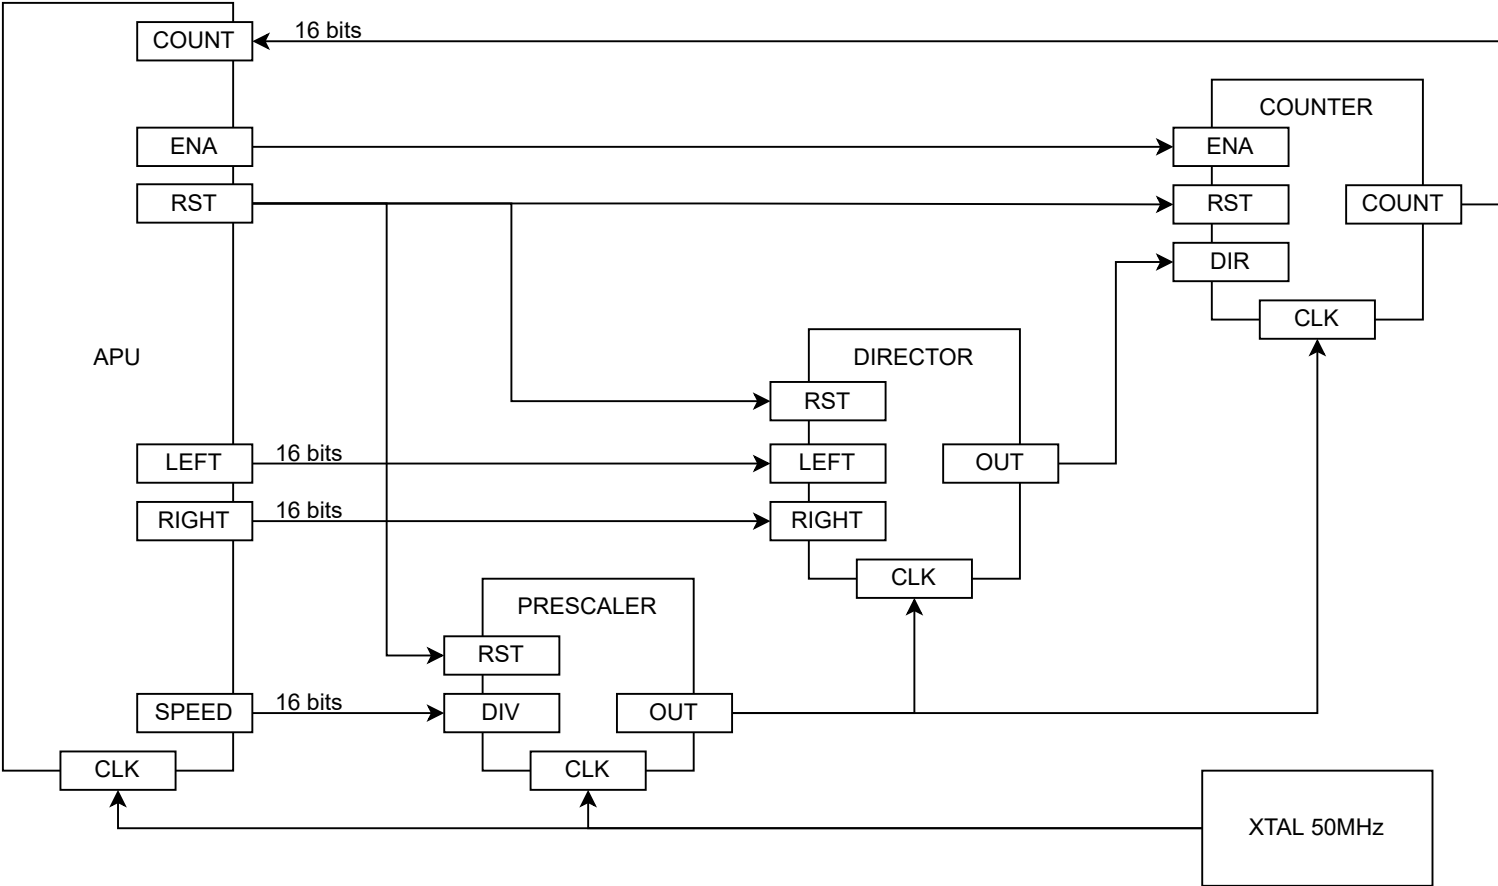 COUNT
16 bits
COUNTER
ENA
ENA
RST
RST
COUNT
DIR
CLK
APU
DIRECTOR
RST
LEFT
16 bits
LEFT
OUT
RIGHT
16 bits
RIGHT
CLK
PRESCALER
RST
SPEED
16 bits
DIV
OUT
CLK
CLK
XTAL 50MHz